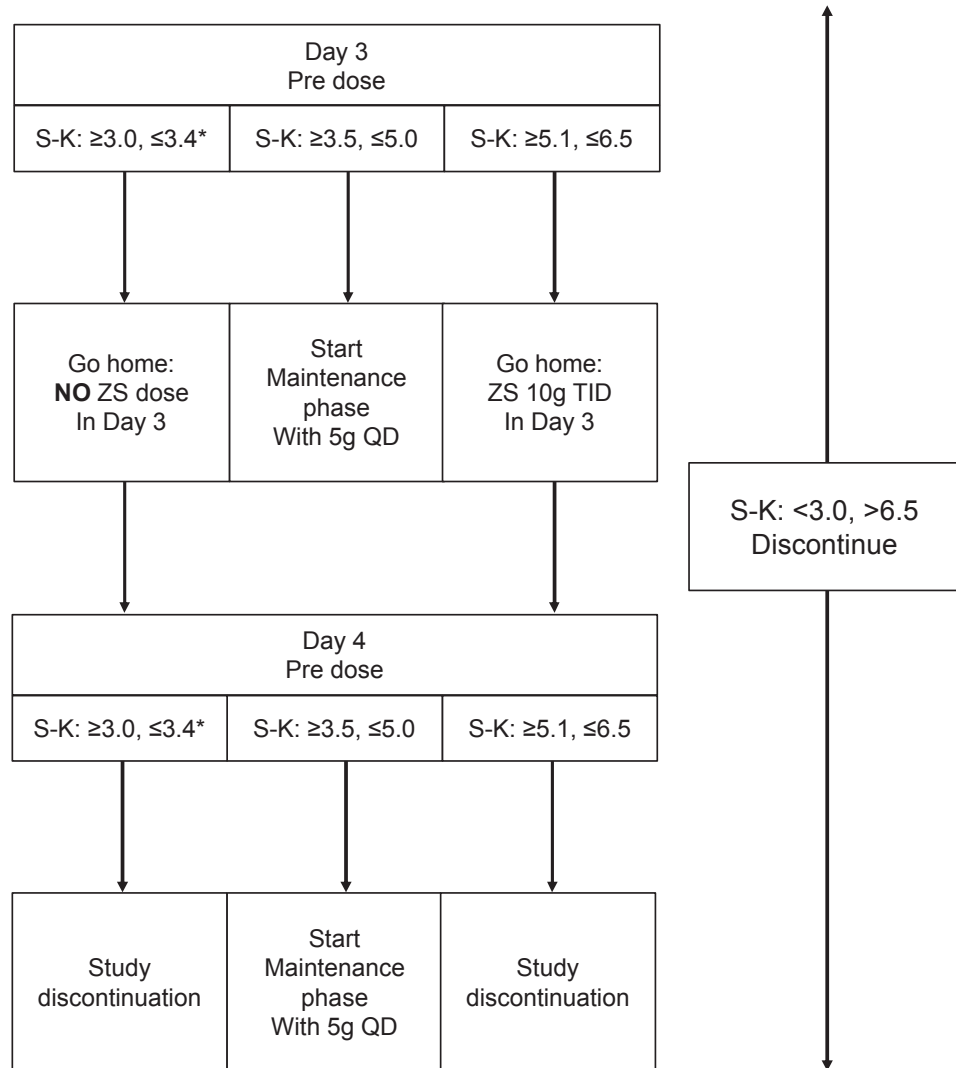 Day 3
Pre dose
S-K: ≥3.0, ≤3.4*
S-K: ≥3.5, ≤5.0
S-K: ≥5.1, ≤6.5
Go home:
NO ZS dose
In Day 3
Start
Maintenance
phase
With 5g QD
Go home:
ZS 10g TID
In Day 3
S-K: <3.0, >6.5
Discontinue
Day 4
Pre dose
S-K: ≥3.0, ≤3.4*
S-K: ≥3.5, ≤5.0
S-K: ≥5.1, ≤6.5
Study
discontinuation
Start
Maintenance
phase
With 5g QD
Study
discontinuation